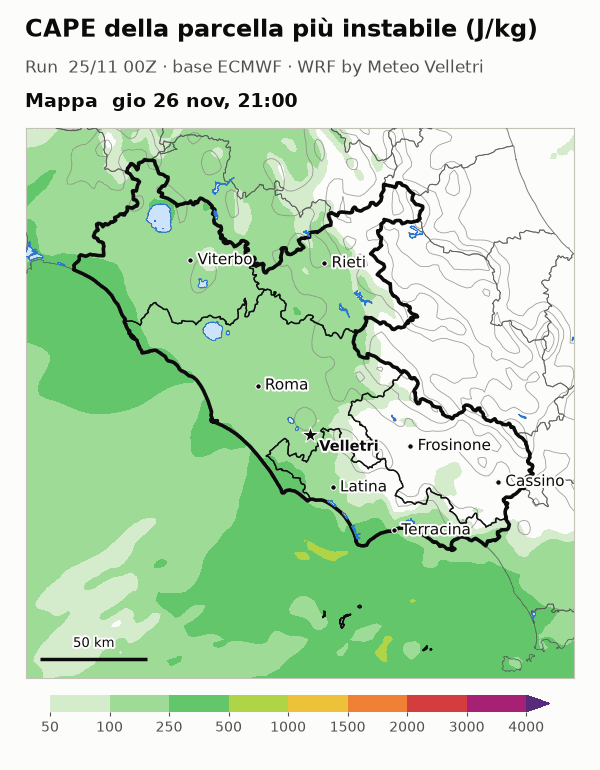 CAPE della parcella più instabile (J/kg)
Run 25/11 00Z · base ECMWF · WRF by Meteo Velletri
Mappa gio 26 nov, 21:00
Viterbo
Rieti
Roma
Velletri
Frosinone
Latina
Cassino
Terracina
50 km
50 100 250 500 1000 1500 2000 3000 4000